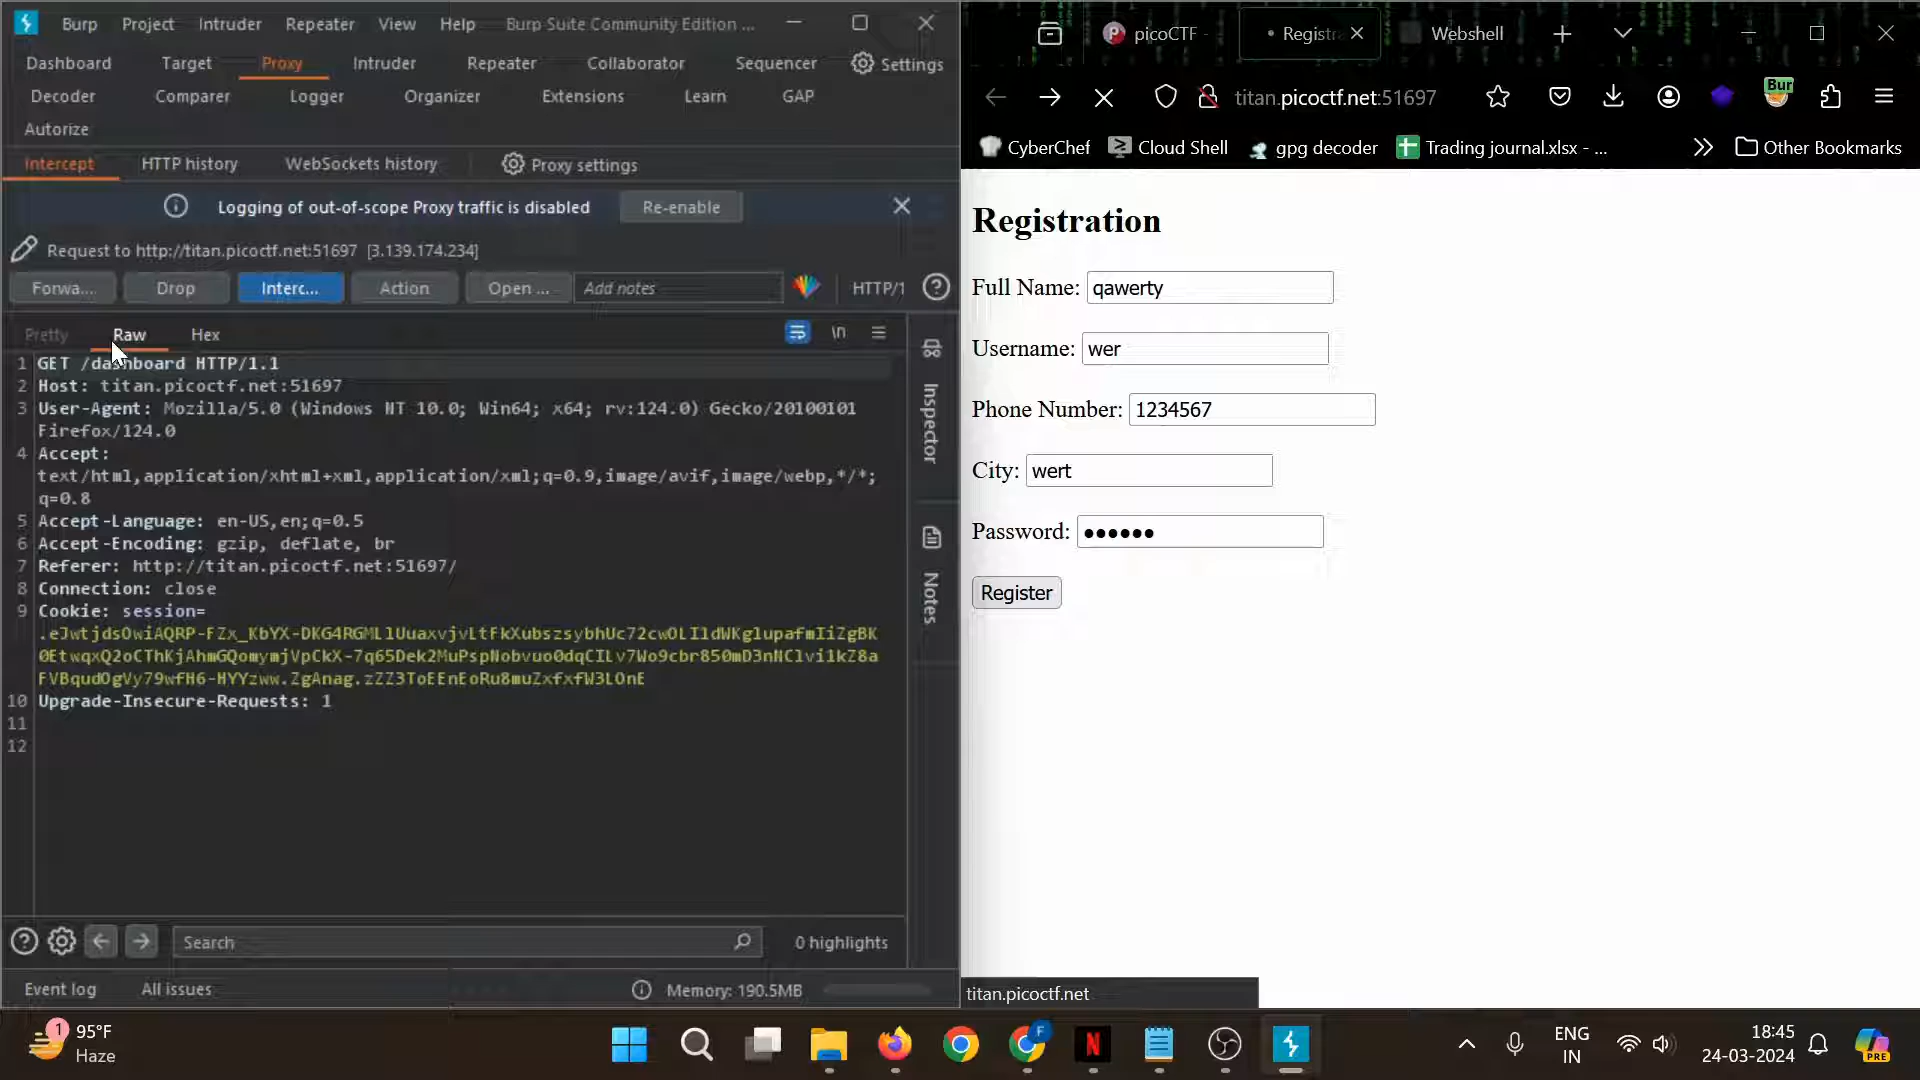 Burp Project Intruder Repeater View Help Burp Suite Community Edition ...
Dashboard Target Proxy Intruder Repeater Collaborator Sequencer Settings
Decoder Comparer Logger Organizer Extensions Learn GAP
Autorize
Intercept HTTP history WebSockets history Proxy settings
Logging of out-of-scope Proxy traffic is disabled Re-enable
Request to http://titan.picoctf.net:51697 [3.139.174.234]
Forwa... Drop Interc... Action Open ... Add notes HTTP/1
Pretty Raw Hex \n
1 GET /dashboard HTTP/1.1
2 Host: titan.picoctf.net:51697
3 User-Agent: Mozilla/5.0 (Windows NT 10.0; Win64; x64; rv:124.0) Gecko/20100101
Firefox/124.0
4 Accept:
text/html,application/xhtml+xml,application/xml;q=0.9,image/avif,image/webp,*/*;
q=0.8
5 Accept-Language: en-US,en;q=0.5
6 Accept-Encoding: gzip, deflate, br
7 Referer: http://titan.picoctf.net:51697/
8 Connection: close
9 Cookie: session=
10 Upgrade-Insecure-Requests: 1
11
12
Inspector
Notes
Search 0 highlights
Event log All issues Memory: 190.5MB
picoCTF - Registr Webshell
titan.picoctf.net:51697 Bur
CyberChef Cloud Shell gpg decoder Trading journal.xlsx - ... Other Bookmarks
Registration
Full Name: qawerty
Username: wer
Phone Number: 1234567
City: wert
Password: ••••••
Register
titan.picoctf.net
1 95°F
Haze
F
N
ENG
IN
18:45
24-03-2024
PRE